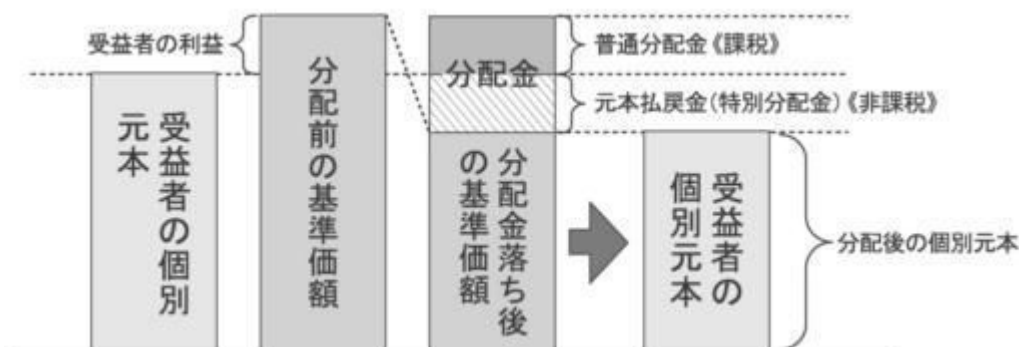 受益者の利益
受益者の個別
元本
分配前の基準価額
分配金
分配金落ち後
の基準価額
普通分配金《課税》
元本払戻金(特別分配金)《非課税》
受益者の
個別元本
分配後の個別元本